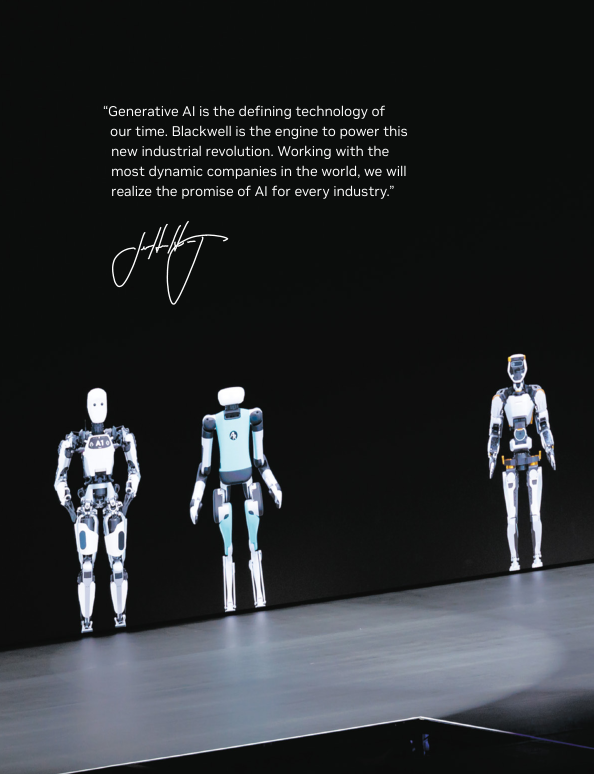 “Generative AI is the defining technology of
our time. Blackwell is the engine to power this
new industrial revolution. Working with the
most dynamic companies in the world, we will
realize the promise of AI for every industry.”